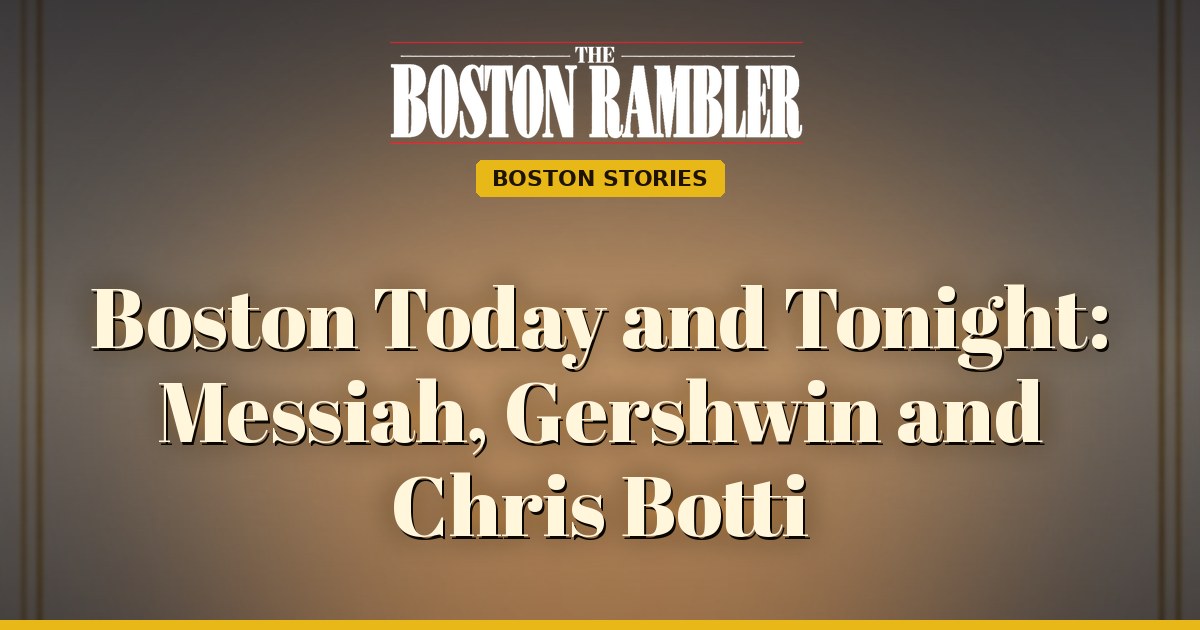 THE
BOSTON RAMBLER
BOSTON STORIES
Boston Today and Tonight:
Messiah, Gershwin and
Chris Botti